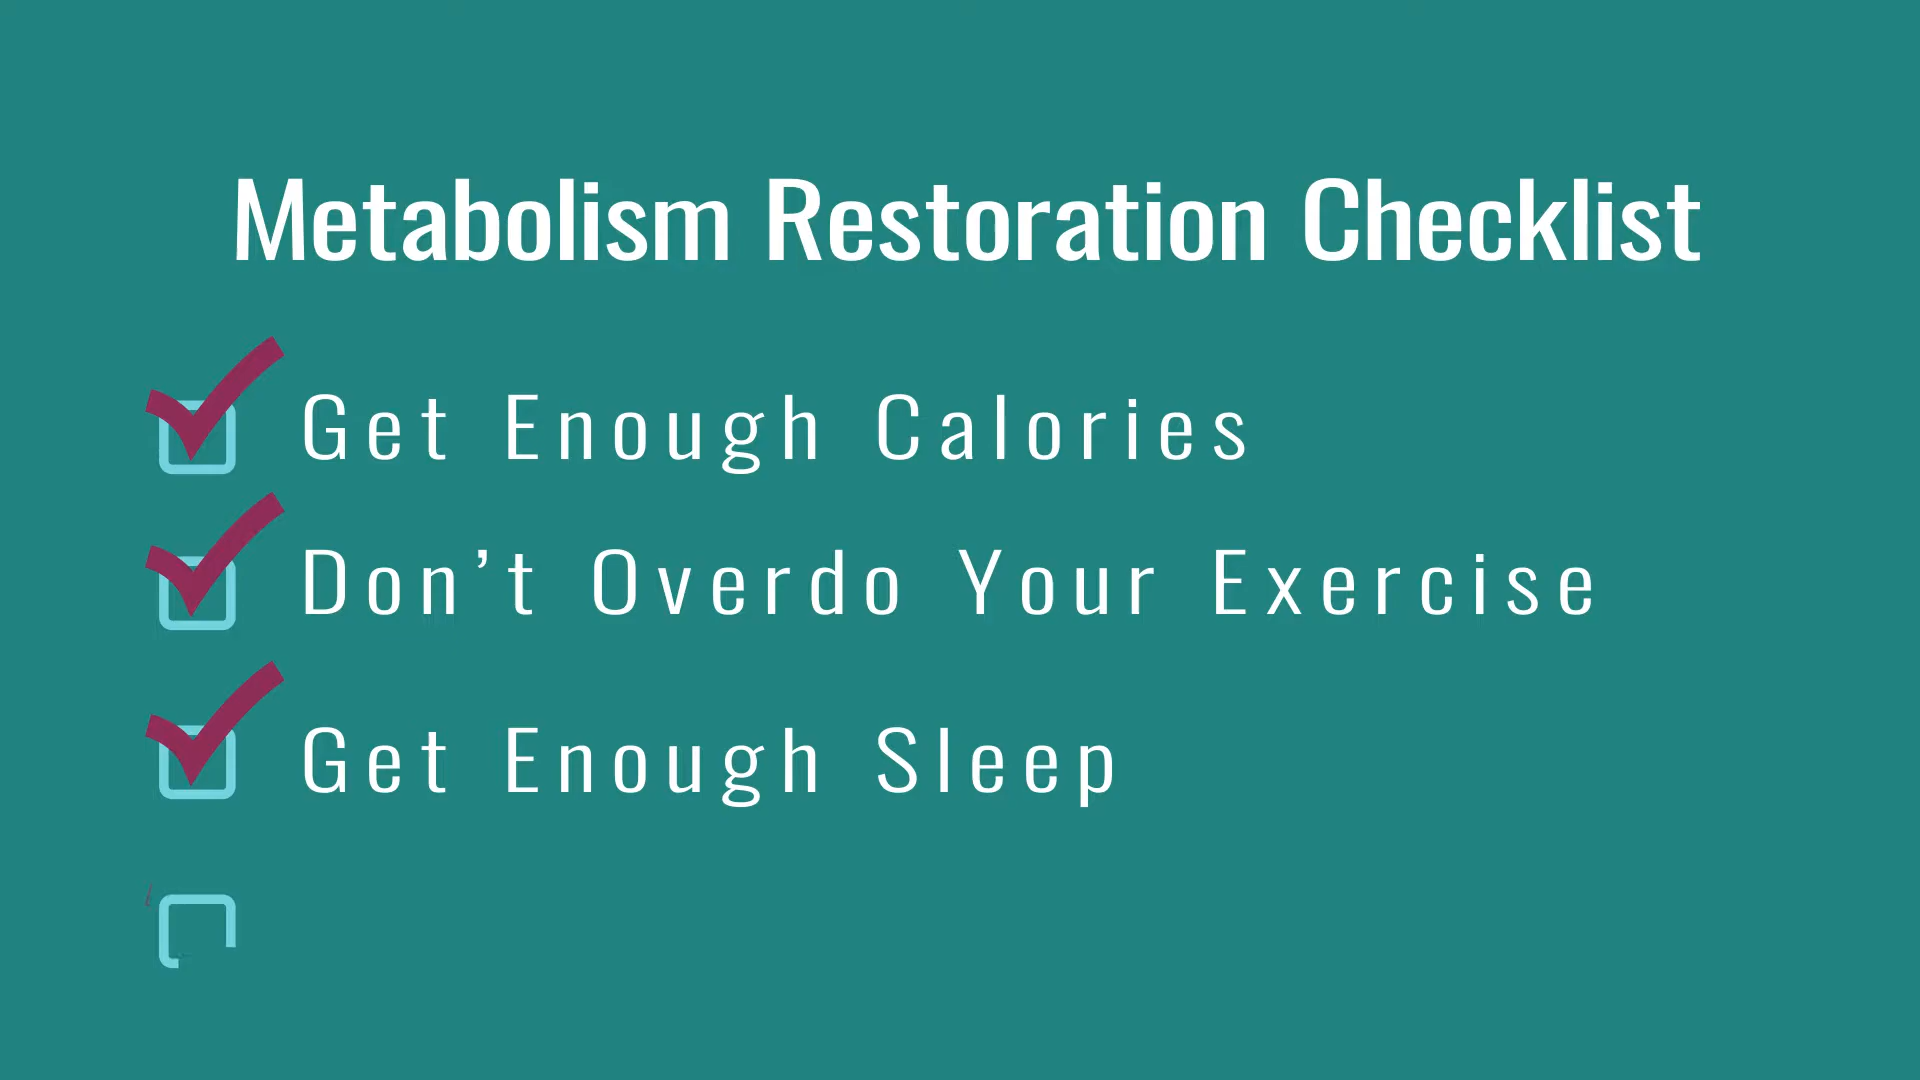 Metabolism Restoration Checklist
Get Enough Calories
Don’t Overdo Your Exercise
Get Enough Sleep